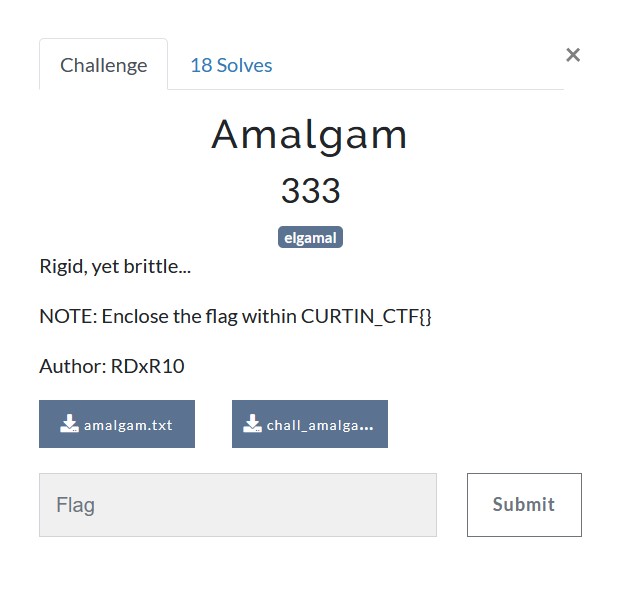 Challenge
18 Solves
×
Amalgam
333
elgamal
Rigid, yet brittle...
NOTE: Enclose the flag within CURTIN_CTF{}
Author: RDxR10
amalgam.txt
chall_amalga...
Flag
Submit